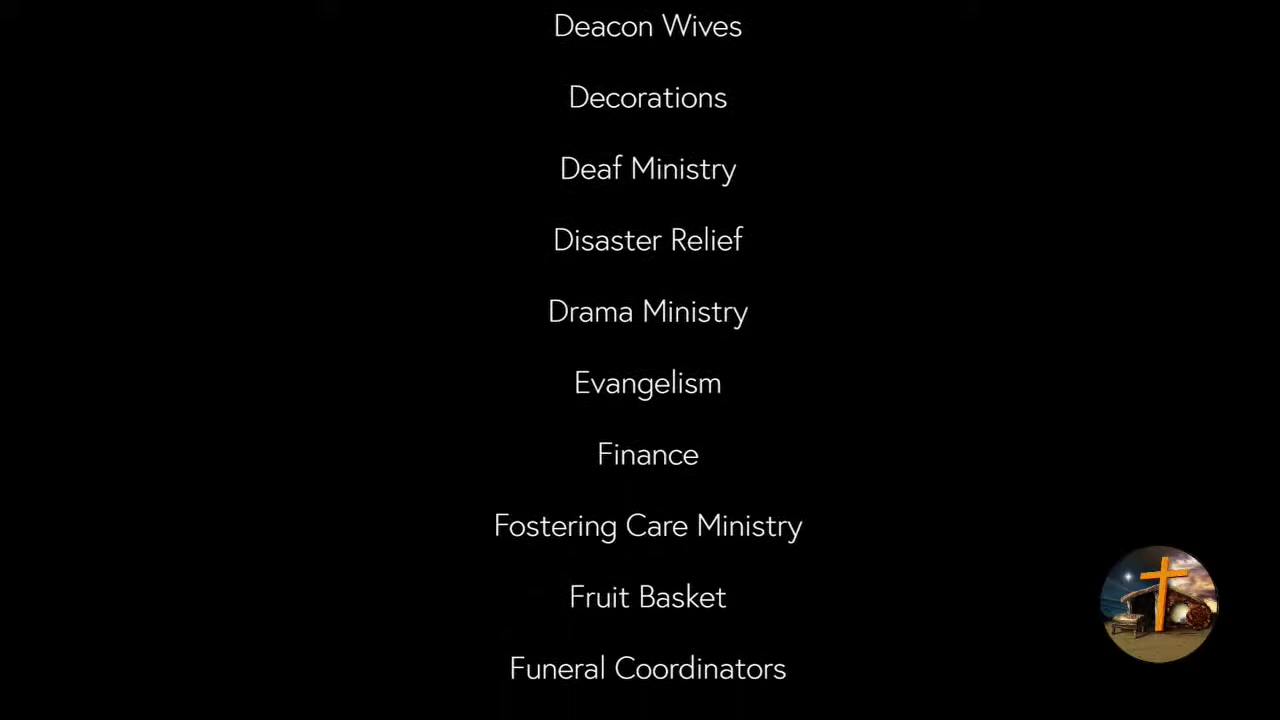 Deacon Wives
Decorations
Deaf Ministry
Disaster Relief
Drama Ministry
Evangelism
Finance
Fostering Care Ministry
Fruit Basket
Funeral Coordinators